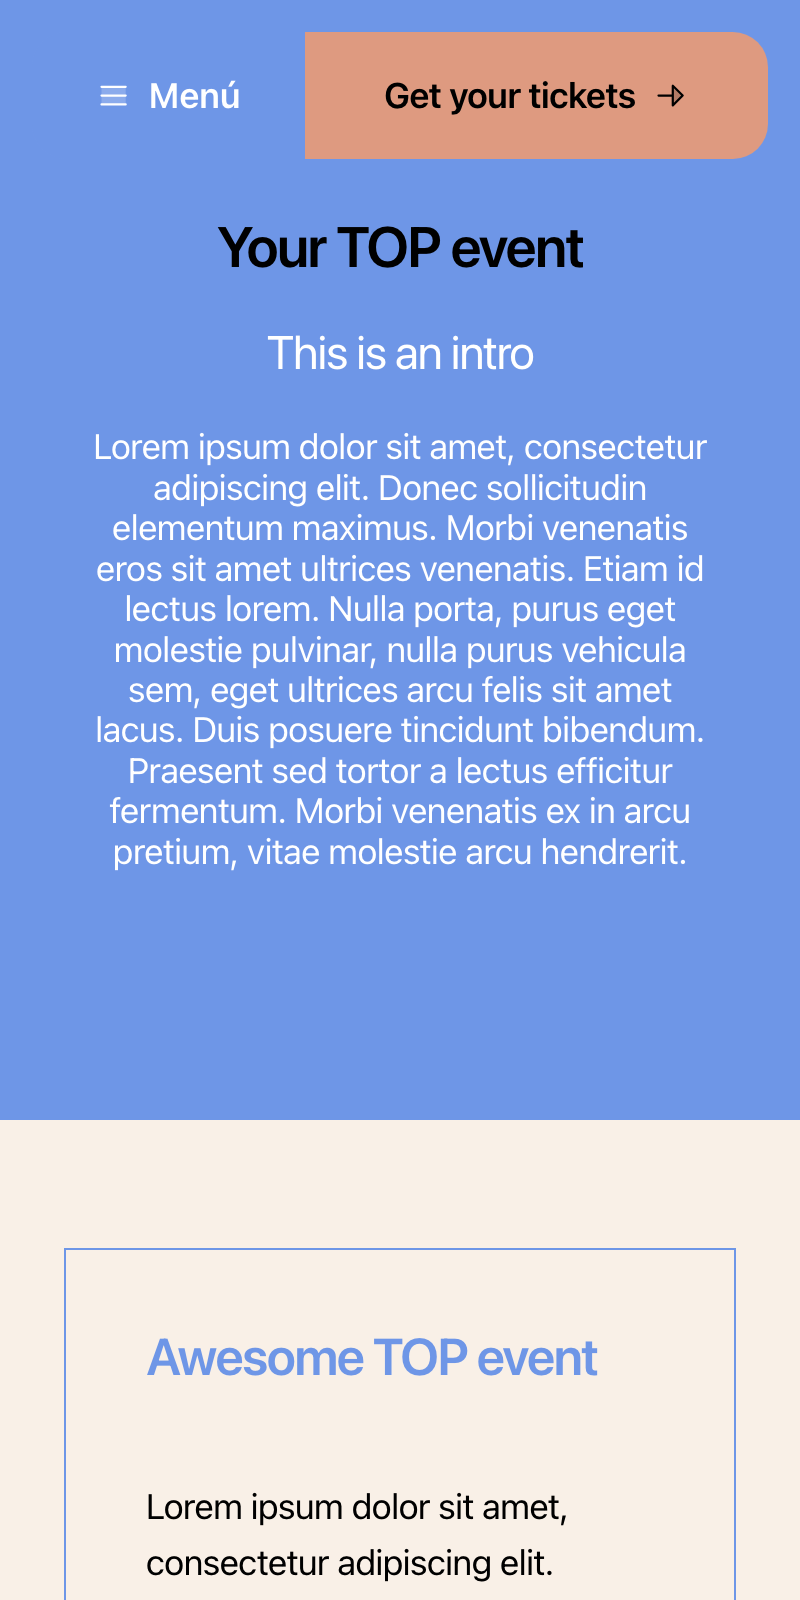 Menú
Get your tickets
Your TOP event
This is an intro
Lorem ipsum dolor sit amet, consectetur
adipiscing elit. Donec sollicitudin
elementum maximus. Morbi venenatis
eros sit amet ultrices venenatis. Etiam id
lectus lorem. Nulla porta, purus eget
molestie pulvinar, nulla purus vehicula
sem, eget ultrices arcu felis sit amet
lacus. Duis posuere tincidunt bibendum.
Praesent sed tortor a lectus efficitur
fermentum. Morbi venenatis ex in arcu
pretium, vitae molestie arcu hendrerit.
Awesome TOP event
Lorem ipsum dolor sit amet,
consectetur adipiscing elit.